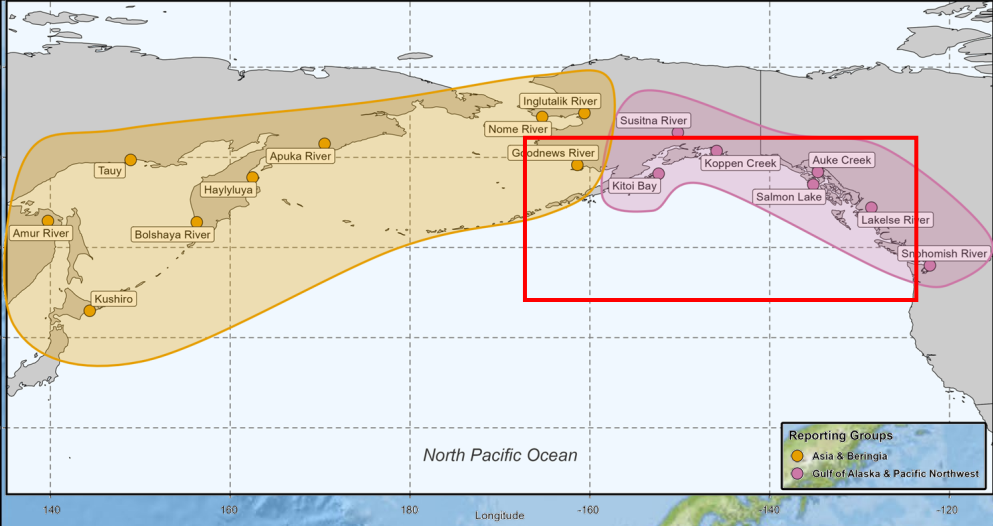 Inglutalik River
Susitna River
Nome River
Goodnews River
Apuka River
Koppen Creek
Auke Creek
Tauy
Haylyluya
Kitoi Bay
Salmon Lake
Lakelse River
Amur River
Bolshaya River
Snohomish River
Kushiro
North Pacific Ocean
Reporting Groups
Asia & Beringia
Gulf of Alaska & Pacific Northwest
140
160
180
-160
-140
-120
Longitude